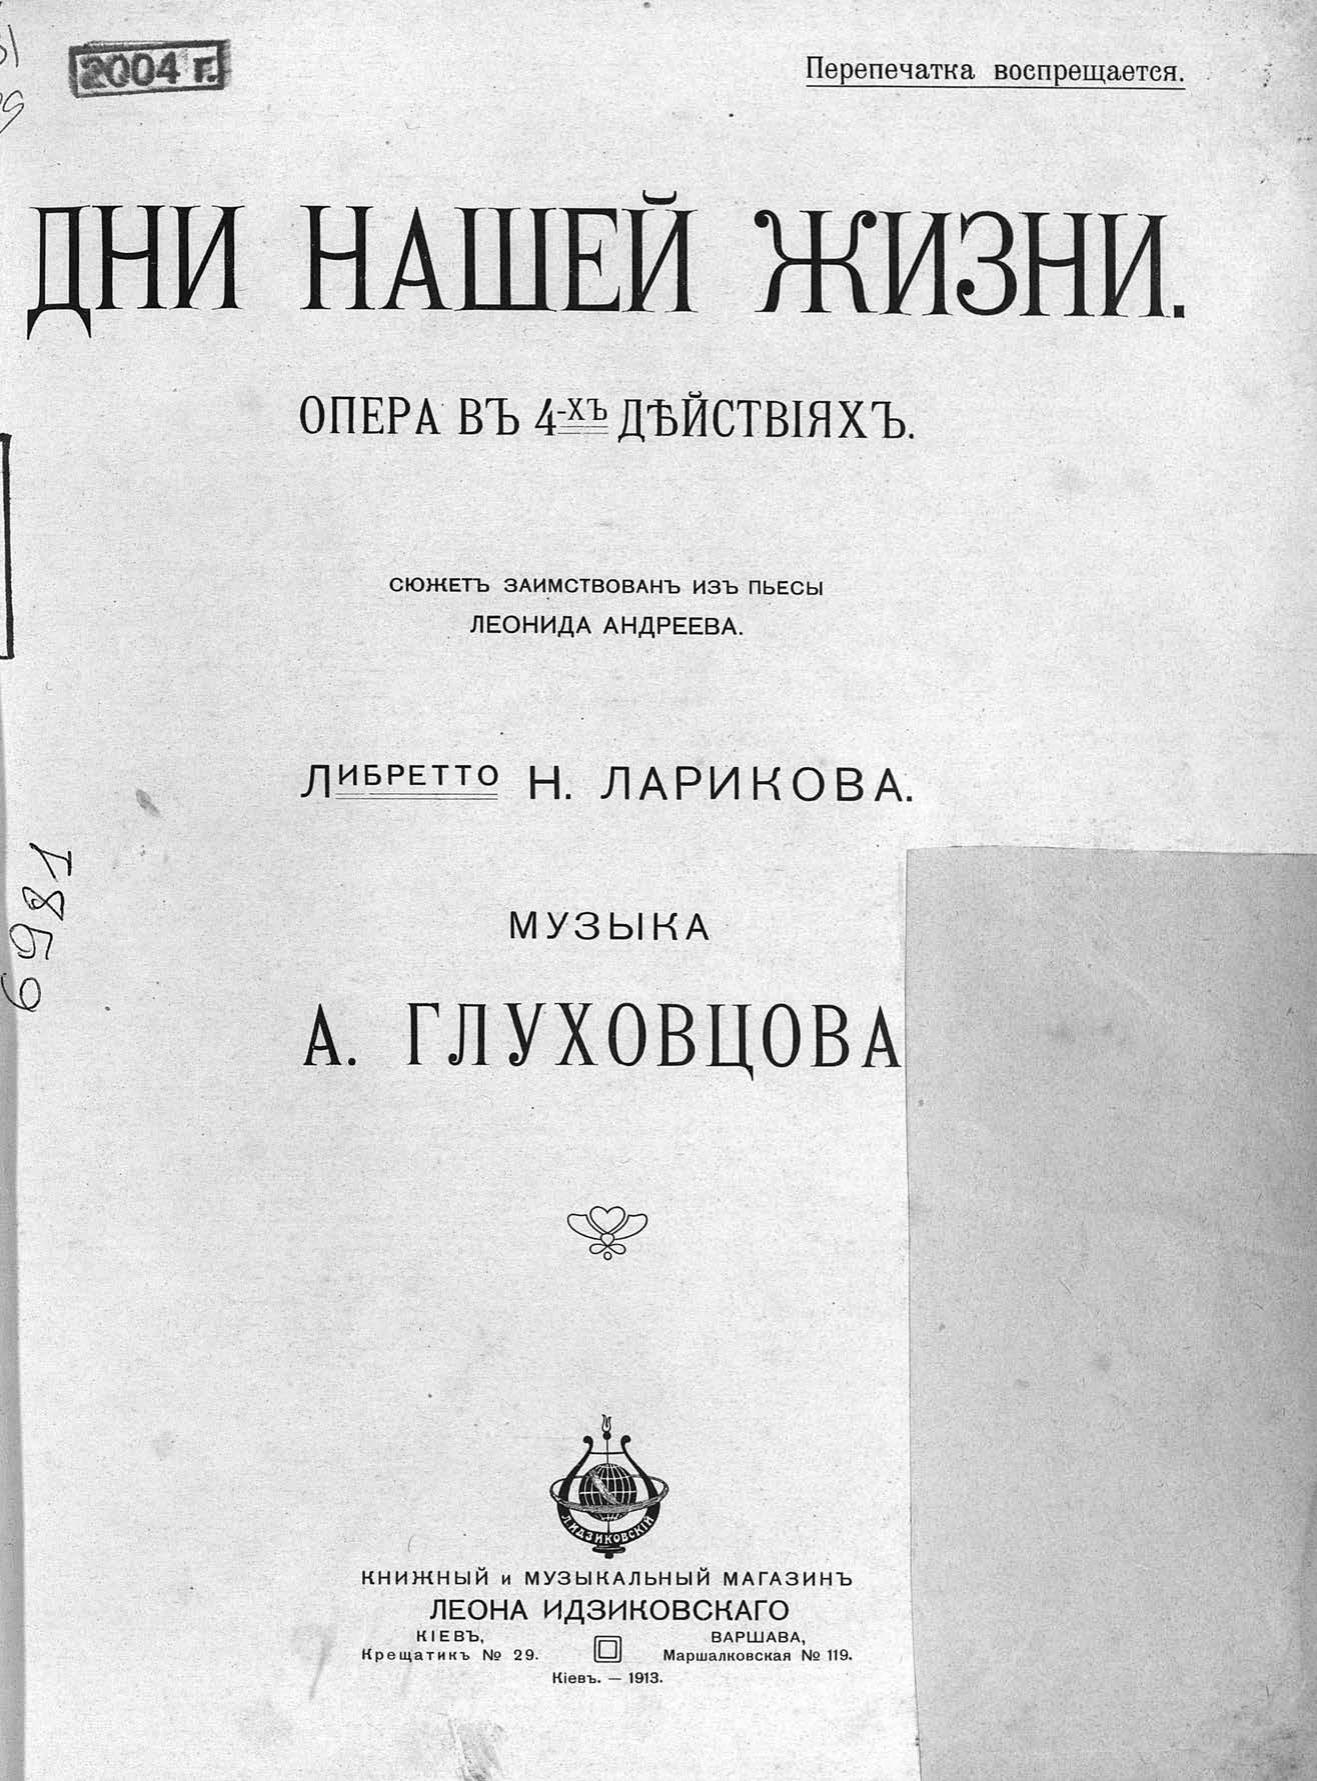 2004 г.
Перепечатка воспрещается.
ДНИ НАШЕЙ ЖИЗНИ.
ОПЕРА ВЪ 4-ХЪ ДѢЙСТВІЯХЪ.
СЮЖЕТЪ ЗАИМСТВОВАНЪ ИЗЪ ПЬЕСЫ
ЛЕОНИДА АНДРЕЕВА.
ЛИБРЕТТО Н. ЛАРИКОВА.
6981
МУЗЫКА
А. ГЛУХОВЦОВА
Л. ИДЗИКОВСКІЙ
КНИЖНЫЙ и МУЗЫКАЛЬНЫЙ МАГАЗИНЪ
ЛЕОНА ИДЗИКОВСКАГО
КІЕВЪ,
Крещатикъ № 29.
ВАРШАВА,
Маршалковская № 119.
Кіевъ. — 1913.